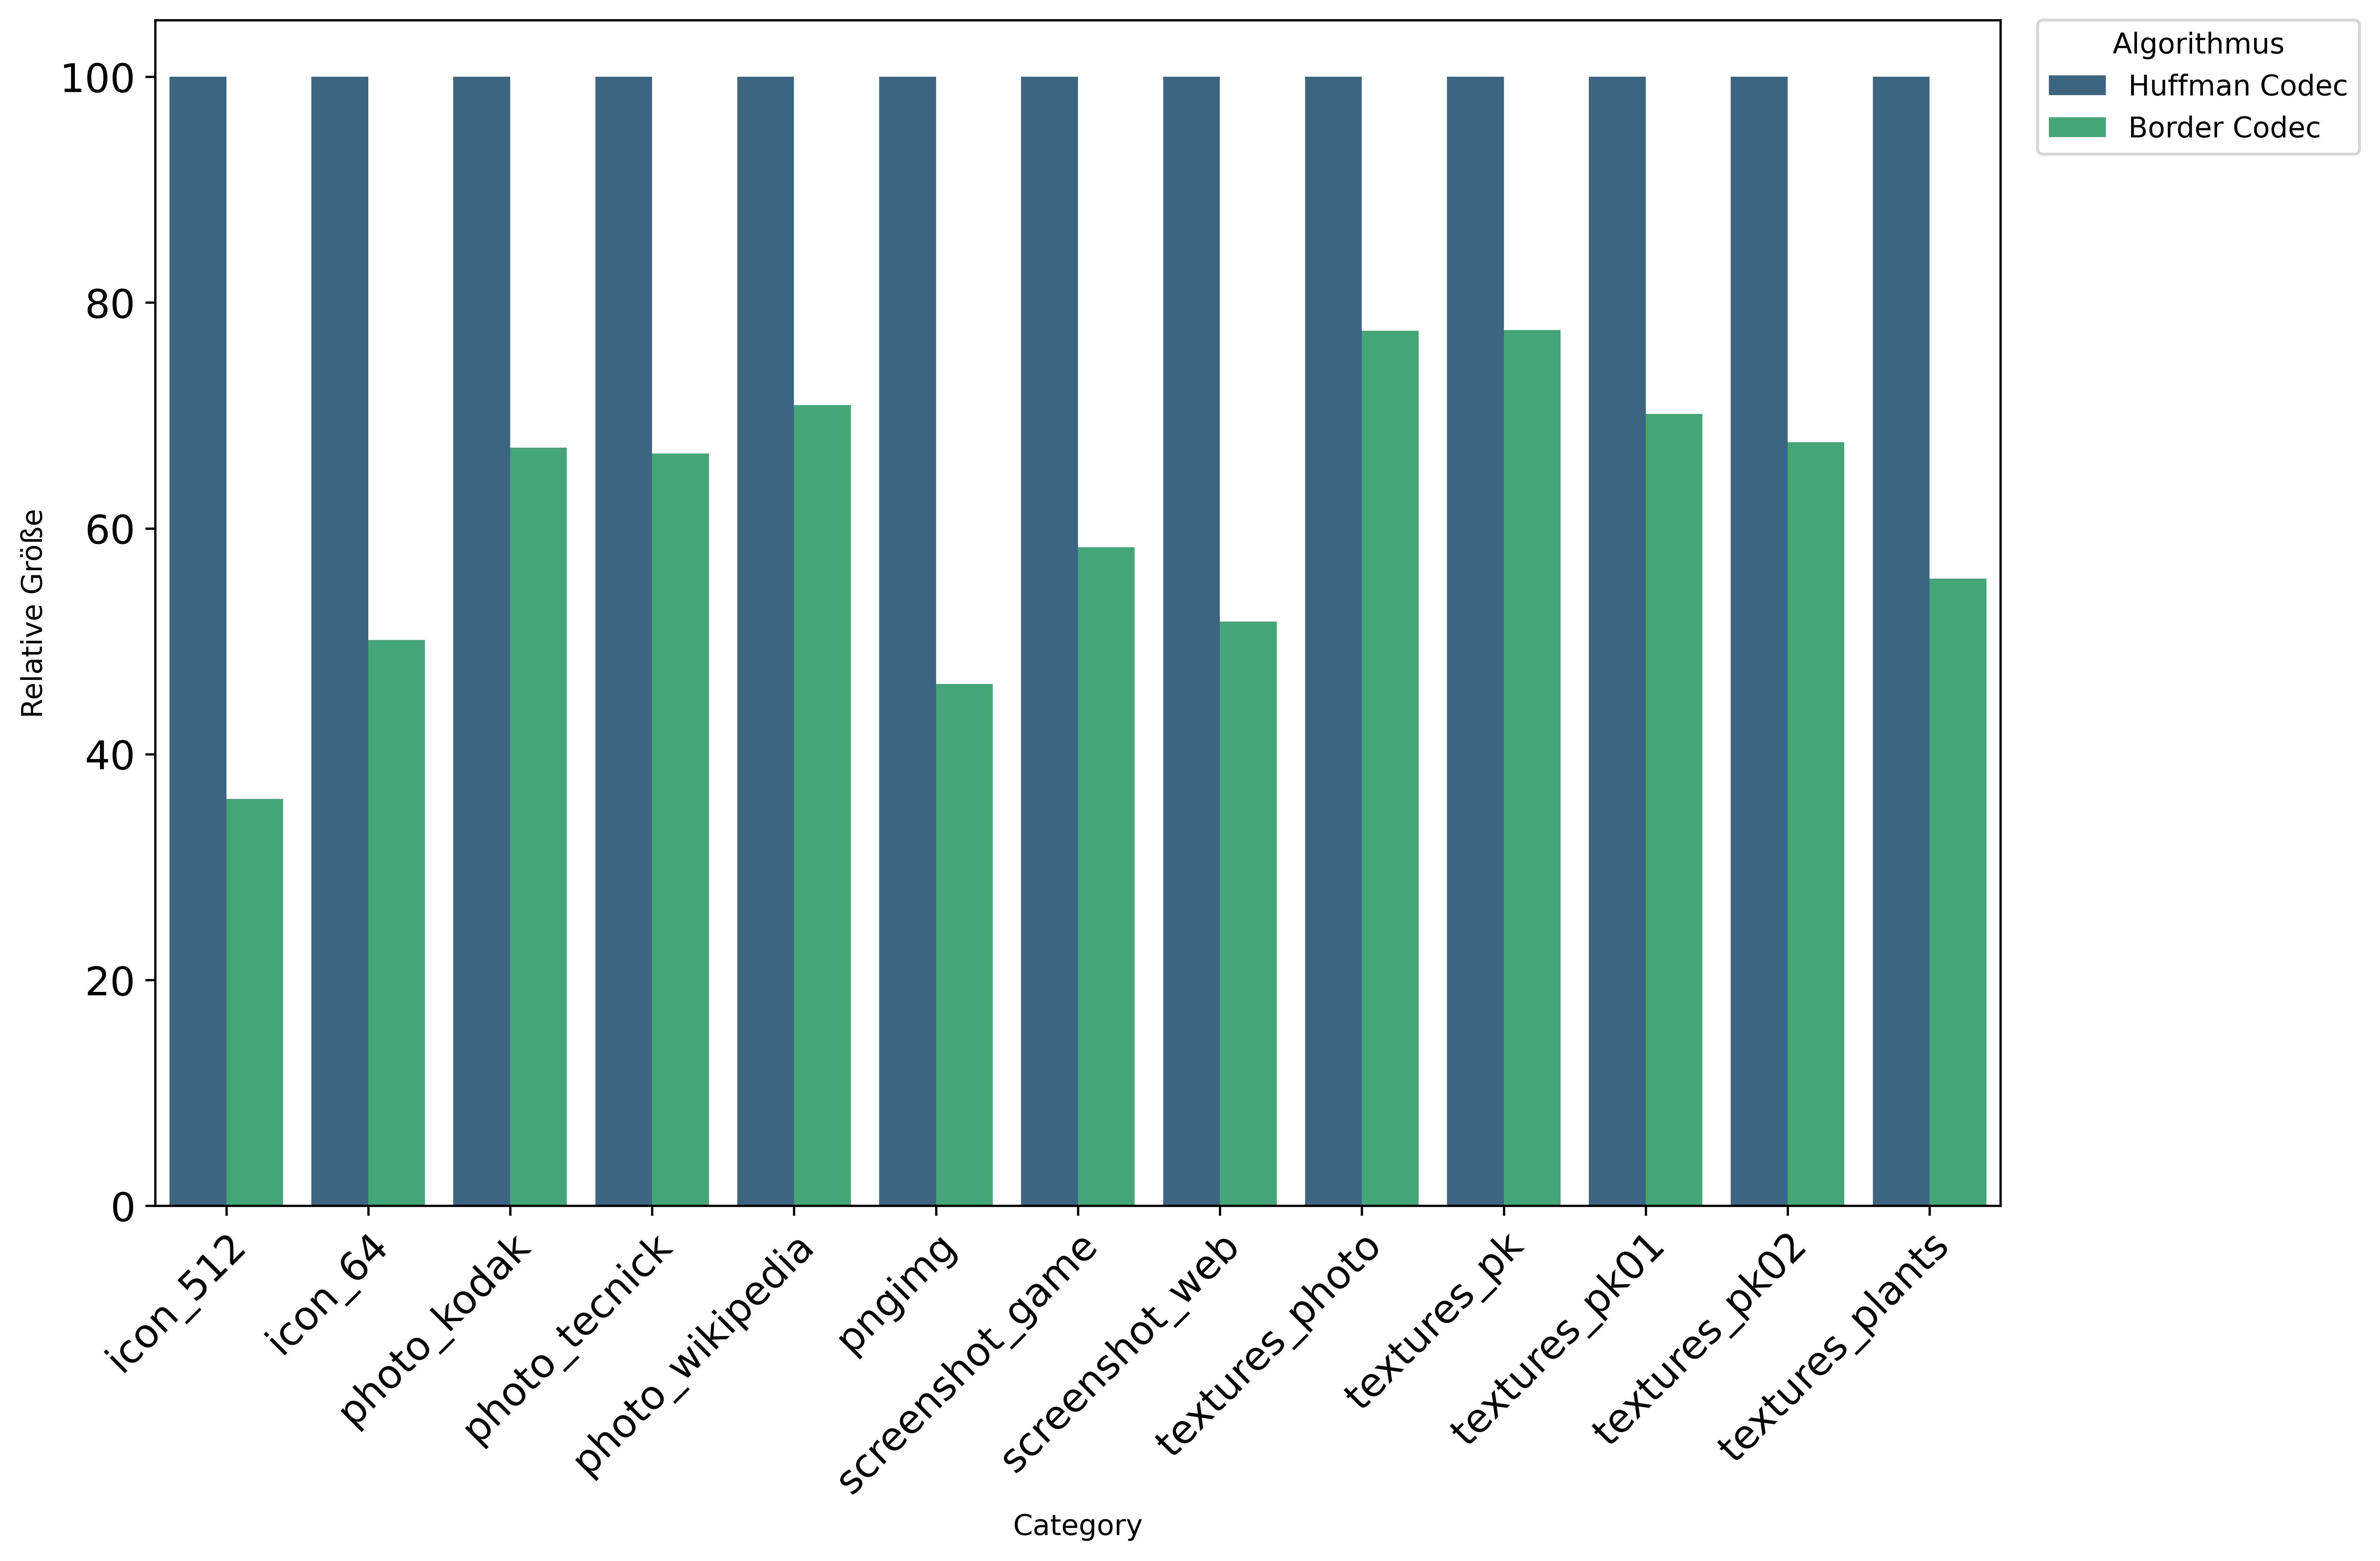 Algorithmus
Huffman Codec
Border Codec
Relative Größe
100
80
60
40
20
0
icon_512
icon_64
photo_kodak
photo_tecnick
photo_wikipedia
pngimg
screenshot_game
screenshot_web
textures_photo
textures_pk
textures_pk01
textures_pk02
textures_plants
Category